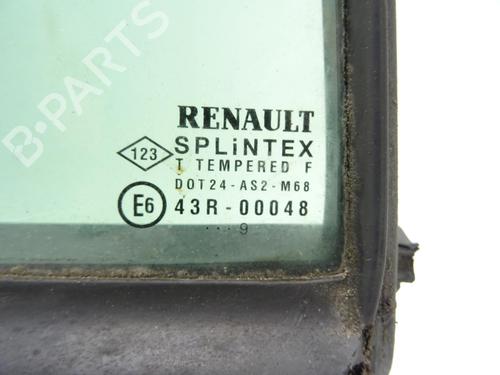 B-PARTS
RENAULT
123
SPLiNTEX
T TEMPERED F
DOT24-AS2-M68
E6
43R-00048
... 9